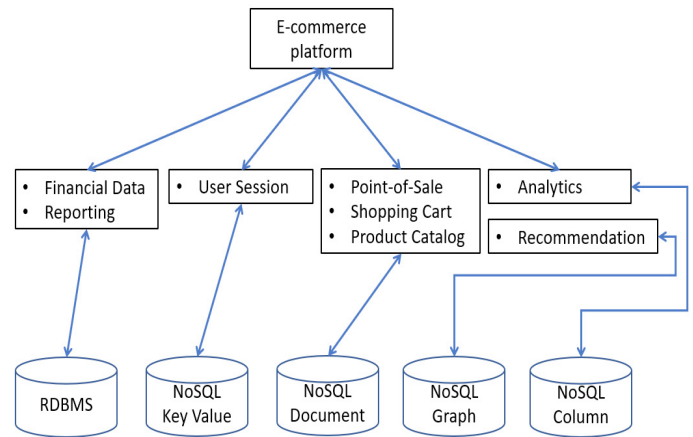 E-commerce
platform
• Financial Data
• Reporting
• User Session
• Point-of-Sale
• Shopping Cart
• Product Catalog
• Analytics
• Recommendation
RDBMS
NoSQL
Key Value
NoSQL
Document
NoSQL
Graph
NoSQL
Column